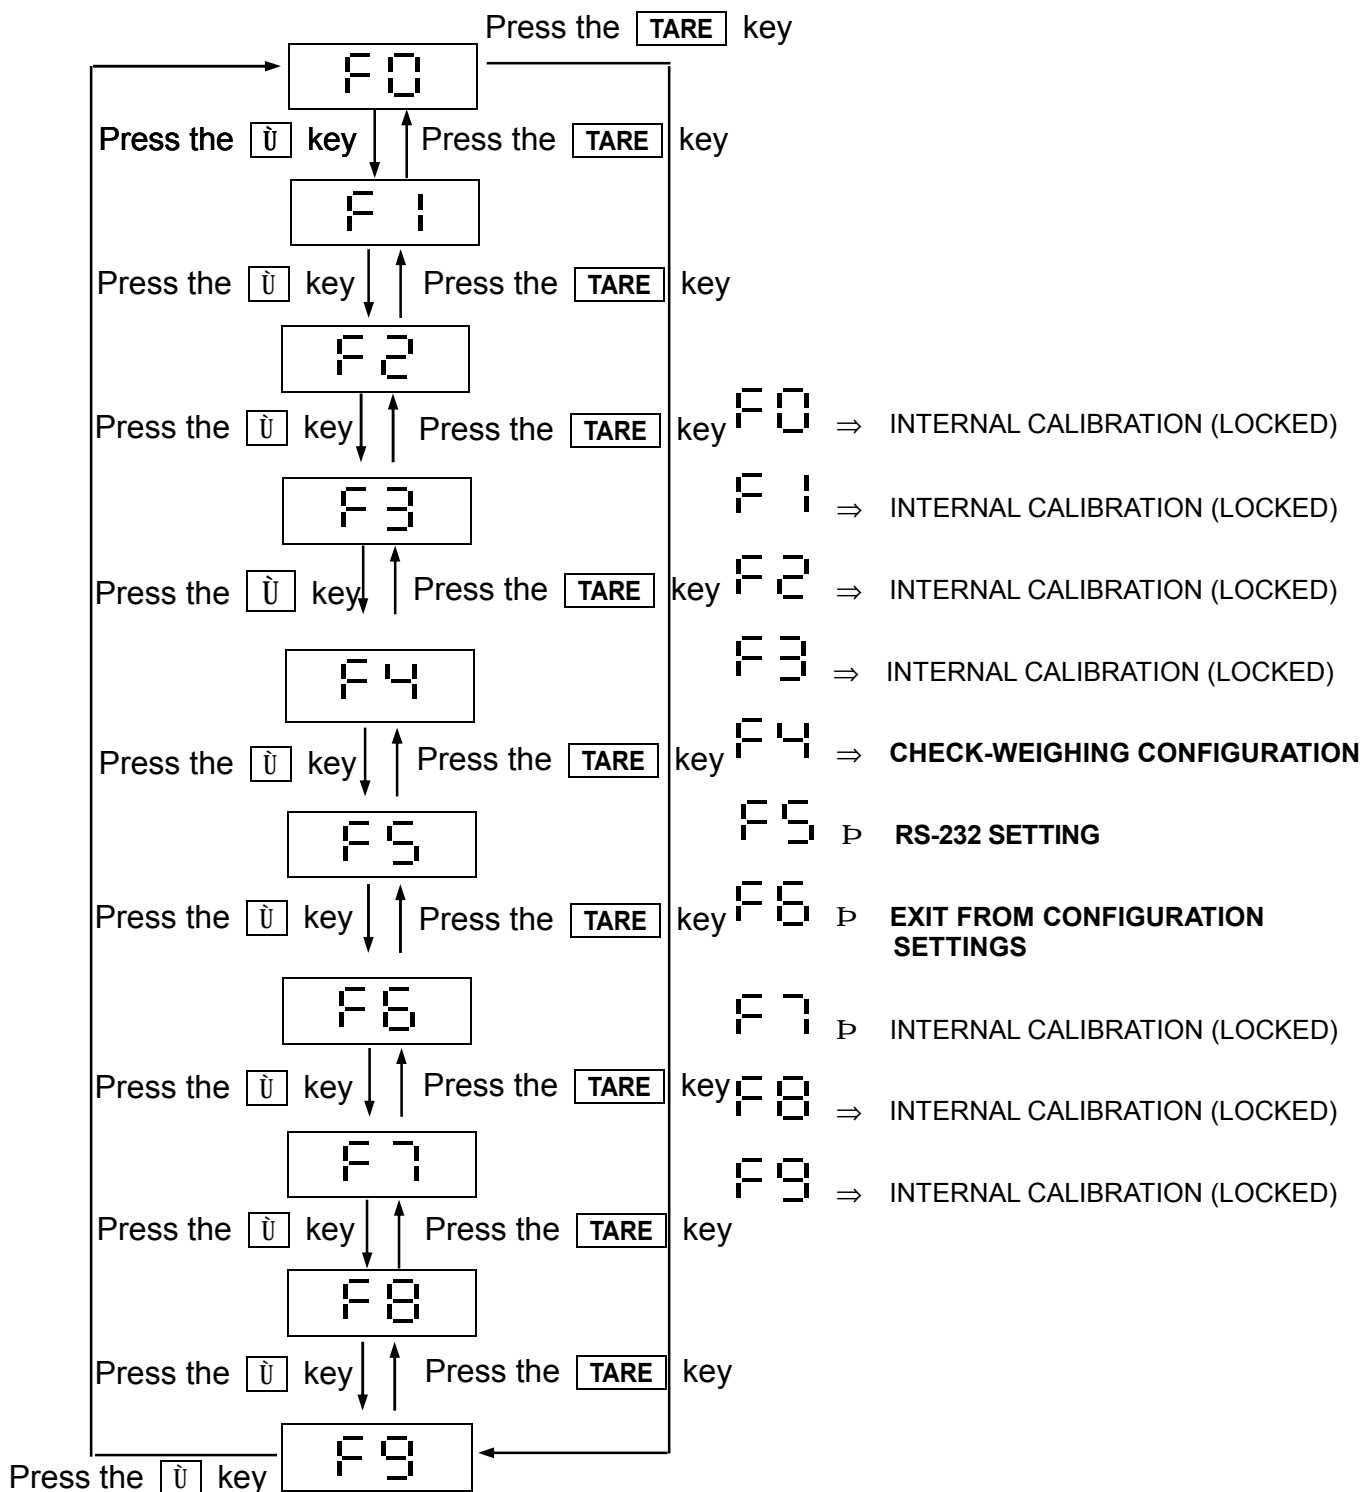 Press the TARE key
F0
Press the Ù key Press the TARE key
F1
Press the Ù key Press the TARE key
F2
Press the Ù key Press the TARE key
F0 ⇒ INTERNAL CALIBRATION (LOCKED)
F3
F1 ⇒ INTERNAL CALIBRATION (LOCKED)
Press the Ù key Press the TARE key
F2 ⇒ INTERNAL CALIBRATION (LOCKED)
F4
F3 ⇒ INTERNAL CALIBRATION (LOCKED)
Press the Ù key Press the TARE key
F4 ⇒ CHECK-WEIGHING CONFIGURATION
F5
F5 Þ RS-232 SETTING
Press the Ù key Press the TARE key
F6 Þ EXIT FROM CONFIGURATION
SETTINGS
F6
F7 Þ INTERNAL CALIBRATION (LOCKED)
Press the Ù key Press the TARE key
F8 ⇒ INTERNAL CALIBRATION (LOCKED)
F7
F9 ⇒ INTERNAL CALIBRATION (LOCKED)
Press the Ù key Press the TARE key
F8
Press the Ù key Press the TARE key
F9
Press the Ù key